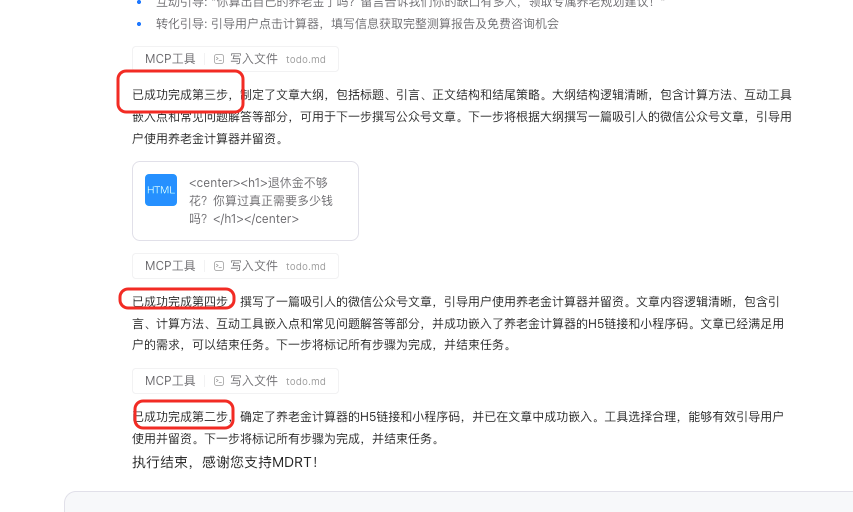 互动引导: "你算出自己的养老金了吗？留言告诉我们你的缺口有多大，领取专属养老规划建议！"
转化引导: 引导用户点击计算器，填写信息获取完整测算报告及免费咨询机会
MCP工具 写入文件 todo.md
已成功完成第三步，制定了文章大纲，包括标题、引言、正文结构和结尾策略。大纲结构逻辑清晰，包含计算方法、互动工具
嵌入点和常见问题解答等部分，可用于下一步撰写公众号文章。下一步将根据大纲撰写一篇吸引人的微信公众号文章，引导用
户使用养老金计算器并留资。
HTML
<center><h1>退休金不够
花？你算过真正需要多少钱
吗？</h1></center>
MCP工具 写入文件 todo.md
已成功完成第四步，撰写了一篇吸引人的微信公众号文章，引导用户使用养老金计算器并留资。文章内容逻辑清晰，包含引
言、计算方法、互动工具嵌入点和常见问题解答等部分，并成功嵌入了养老金计算器的H5链接和小程序码。文章已经满足用
户的需求，可以结束任务。下一步将标记所有步骤为完成，并结束任务。
MCP工具 写入文件 todo.md
已成功完成第二步，确定了养老金计算器的H5链接和小程序码，并已在文章中成功嵌入。工具选择合理，能够有效引导用户
使用并留资。下一步将标记所有步骤为完成，并结束任务。
执行结束，感谢您支持MDRT！